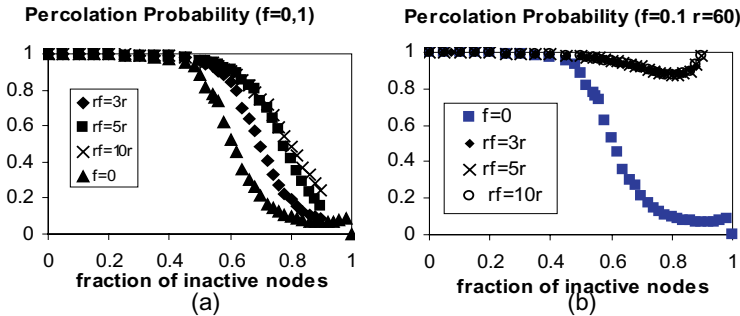 Percolation Probability (f=0,1)
1
0.8
0.6
0.4
0.2
0
rf=3r
rf=5r
rf=10r
f=0
0 0.2 0.4 0.6 0.8 1
fraction of inactive nodes
(a)
Percolation Probability (f=0.1 r=60)
1
0.8
0.6
0.4
0.2
0
f=0
rf=3r
rf=5r
rf=10r
0 0.2 0.4 0.6 0.8 1
fraction of inactive nodes
(b)